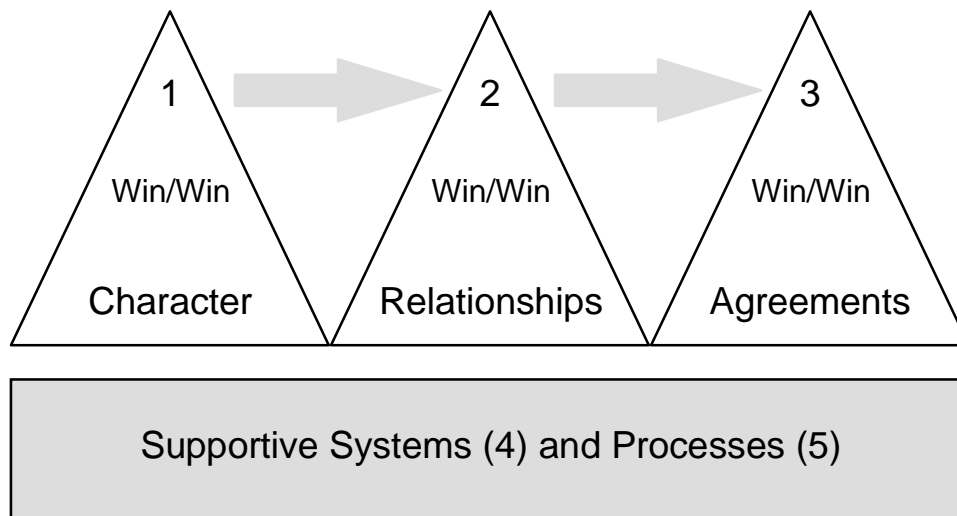 1
2
3
Win/Win
Win/Win
Win/Win
Character
Relationships
Agreements
Supportive Systems (4) and Processes (5)